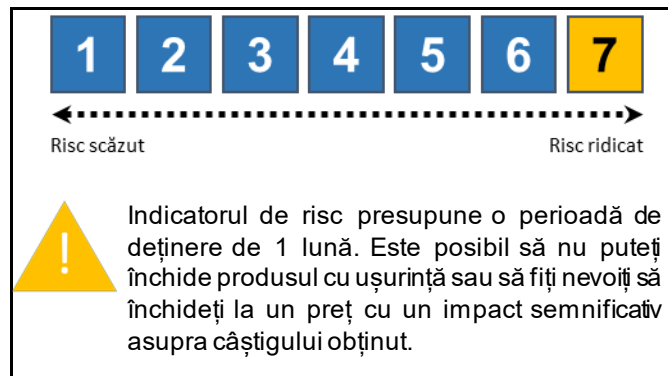 1 2 3 4 5 6 7
Risc scăzut Risc ridicat
!
Indicatorul de risc presupune o perioadă de
deținere de 1 lună. Este posibil să nu puteți
închide produsul cu ușurință sau să fiți nevoiți să
închideți la un preț cu un impact semnificativ
asupra câștigului obținut.